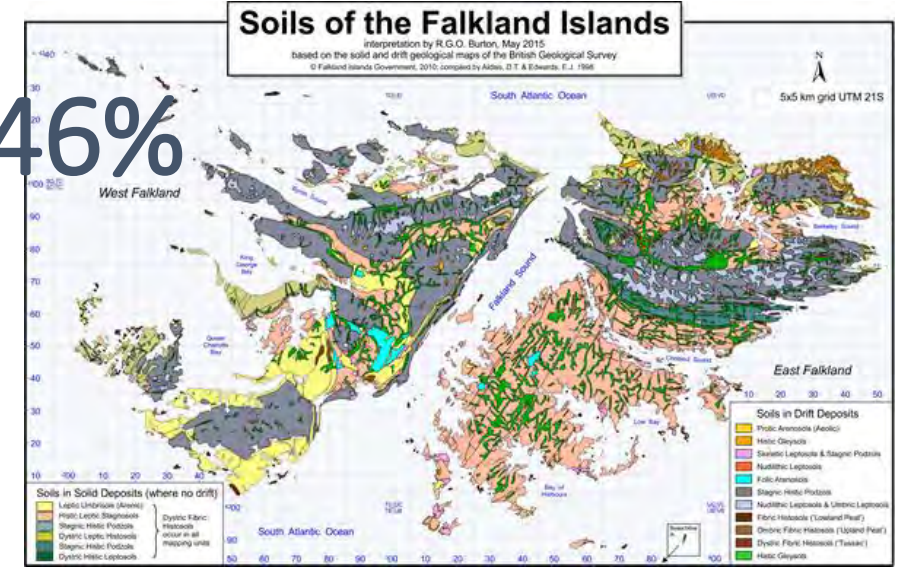 Soils of the Falkland Islands
interpretation by R.G.O. Burton, May 2015
based on the solid and drift geological maps of the British Geological Survey
© Falkland Islands Government, 2010; compiled by Aldiss, D.T. & Edwards, E.J. 1998
46%
N
5x5 km grid UTM 21S
South Atlantic Ocean
West Falkland
Byron Sound
Berkeley Sound
King
George
Bay
Falkland Sound
Queen
Charlotte
Bay
Choiseul Sound
East Falkland
Low Bay
Bay of
Harbours
South Atlantic Ocean
Soils in Solid Deposits (where no drift)
Leptic Umbrisols (Arenic)
Histic Leptic Stagnosols
Stagnic Histic Podzols
Dystric Leptic Histosols
Stagnic Histic Podzols
Dystric Histic Leptosols
Dystric Fibric
Histosols
occur in all
mapping units
Soils in Drift Deposits
Protic Arenosols (Aeolic)
Histic Gleysols
Skeletic Leptosols & Stagnic Podzols
Nudilithic Leptosols
Folic Arenosols
Stagnic Histic Podzols
Nudilithic Leptosols & Umbric Leptosols
Fibric Histosols ('Lowland Peat')
Ombric Fibric Histosols ('Upland Peat')
Dystric Fibric Histosols ('Tussac')
Histic Gleysols